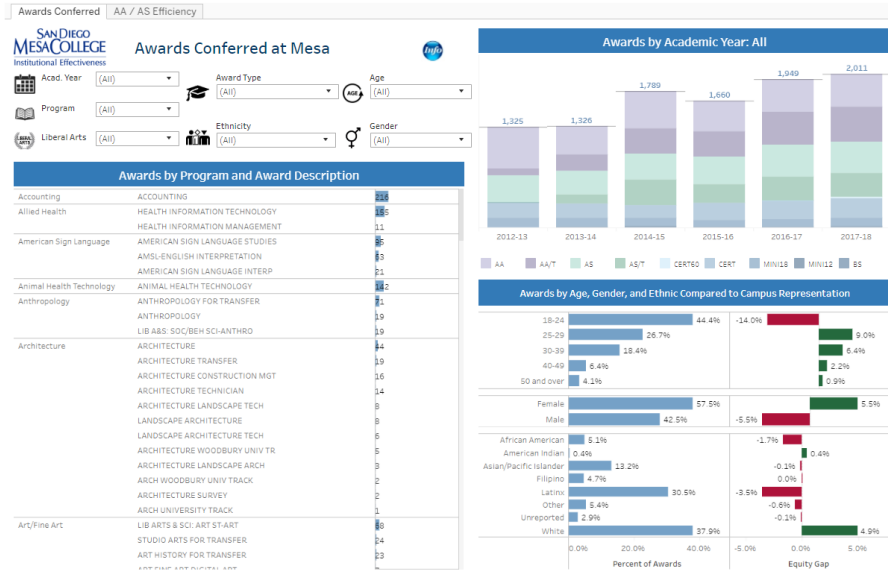 Awards Conferred AA / AS Efficiency
SAN DIEGO
MESA COLLEGE
Institutional Effectiveness
Awards Conferred at Mesa
Info
Acad. Year (All) Award Type (All) AGE Age (All)
Program (All)
LIBERAL ARTS Liberal Arts (All) Ethnicity (All) Gender (All)
Awards by Program and Award Description
Accounting ACCOUNTING 216
Allied Health HEALTH INFORMATION TECHNOLOGY 155
HEALTH INFORMATION MANAGEMENT 11
American Sign Language AMERICAN SIGN LANGUAGE STUDIES 95
AMSL-ENGLISH INTERPRETATION 63
AMERICAN SIGN LANGUAGE INTERP 21
Animal Health Technology ANIMAL HEALTH TECHNOLOGY 142
Anthropology ANTHROPOLOGY FOR TRANSFER 71
ANTHROPOLOGY 19
LIB A&S: SOC/BEH SCI-ANTHRO 19
Architecture ARCHITECTURE 44
ARCHITECTURE TRANSFER 19
ARCHITECTURE CONSTRUCTION MGT 16
ARCHITECTURE TECHNICIAN 14
ARCHITECTURE LANDSCAPE TECH 8
LANDSCAPE ARCHITECTURE 8
LANDSCAPE ARCHITECTURE TECH 6
ARCHITECTURE WOODBURY UNIV TR 5
ARCHITECTURE LANDSCAPE ARCH 3
ARCH WOODBURY UNIV TRACK 2
ARCHITECTURE SURVEY 2
ARCH UNIVERSITY TRACK 1
Art/Fine Art LIB ARTS & SCI: ART ST-ART 68
STUDIO ARTS FOR TRANSFER 24
ART HISTORY FOR TRANSFER 23
ART FINE ART DIGITAL ART
Awards by Academic Year: All
1,325 1,326 1,789 1,660 1,949 2,011
2012-13 2013-14 2014-15 2015-16 2016-17 2017-18
AA AA/T AS AS/T CERT60 CERT MINI18 MINI12 BS
Awards by Age, Gender, and Ethnic Compared to Campus Representation
18-24 44.4% -14.0%
25-29 26.7% 9.0%
30-39 18.4% 6.4%
40-49 6.4% 2.2%
50 and over 4.1% 0.9%
Female 57.5% 5.5%
Male 42.5% -5.5%
African American 5.1% -1.7%
American Indian 0.4% 0.4%
Asian/Pacific Islander 13.2% -0.1%
Filipino 4.7% 0.0%
Latinx 30.5% -3.5%
Other 5.4% -0.6%
Unreported 2.9% -0.1%
White 37.9% 4.9%
0.0% 20.0% 40.0% -5.0% 0.0% 5.0%
Percent of Awards Equity Gap